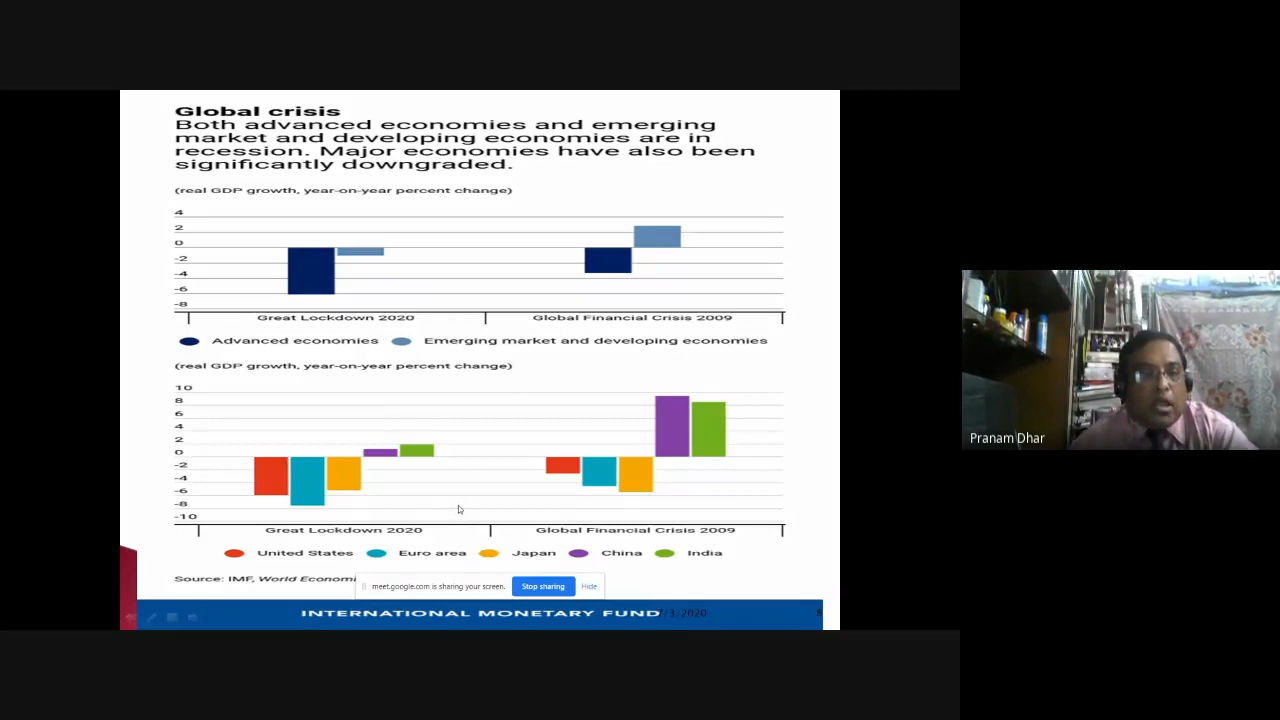 Global crisis
Both advanced economies and emerging
market and developing economies are in
recession. Major economies have also been
significantly downgraded.
(real GDP growth, year-on-year percent change)
4
2
0
-2
-4
-6
-8
Great Lockdown 2020 Global Financial Crisis 2009
Advanced economies Emerging market and developing economies
(real GDP growth, year-on-year percent change)
10
8
6
4
2
0
-2
-4
-6
-8
-10
Great Lockdown 2020 Global Financial Crisis 2009
United States Euro area Japan China India
Source: IMF, World Economi
meet.google.com is sharing your screen. Stop sharing Hide
INTERNATIONAL MONETARY FUND /3/2020
Pranam Dhar